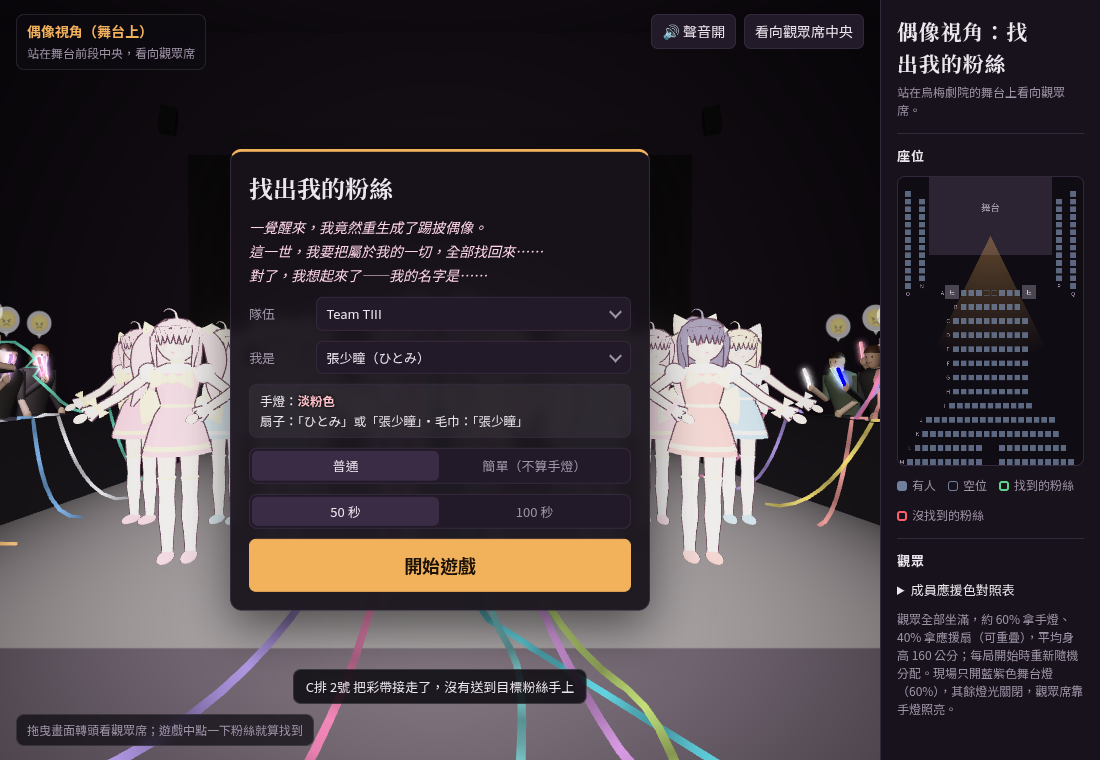 偶像視角（舞台上）
站在舞台前段中央，看向觀眾席
🔊 聲音開
看向觀眾席中央
找出我的粉絲
一覺醒來，我竟然重生成了踢披偶像。
這一世，我要把屬於我的一切，全部找回來⋯⋯
對了，我想起來了——我的名字是⋯⋯
隊伍
Team TIII
我是
張少瞳（ひとみ）
手燈：淡粉色
扇子：「ひとみ」或「張少瞳」・毛巾：「張少瞳」
普通
簡單（不算手燈）
50 秒
100 秒
開始遊戲
C排 2號 把彩帶接走了，沒有送到目標粉絲手上
拖曳畫面轉頭看觀眾席；遊戲中點一下粉絲就算找到
偶像視角：找
出我的粉絲
站在烏梅劇院的舞台上看向觀眾
席。
座位
舞台
有人
空位
找到的粉絲
沒找到的粉絲
觀眾
▶ 成員應援色對照表
觀眾全部坐滿，約 60% 拿手燈、
40% 拿應援扇（可重疊），平均身
高 160 公分；每局開始時重新隨機
分配。現場只開藍紫色舞台燈
（60%），其餘燈光關閉，觀眾席靠
手燈照亮。